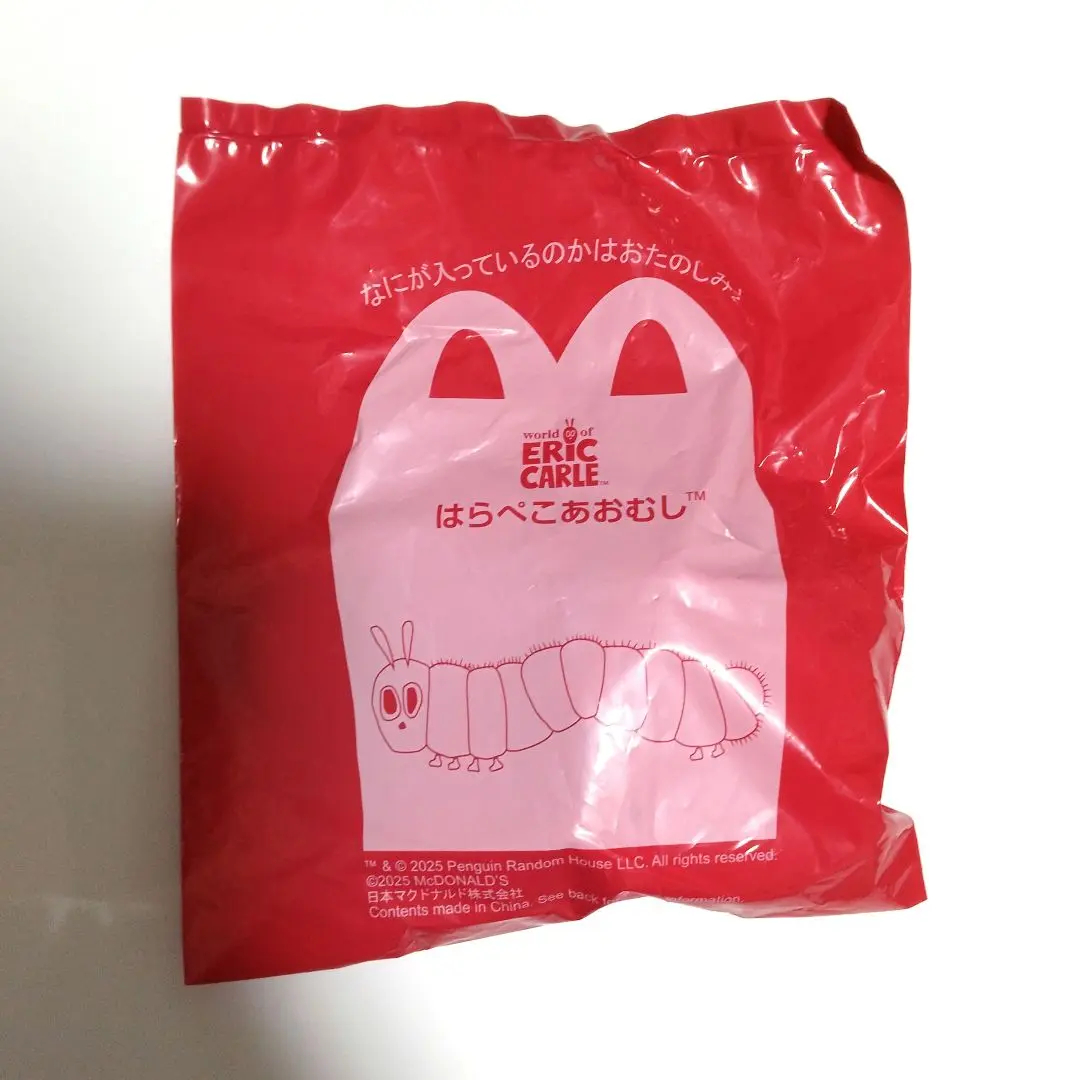 なにが入っているのかはおたのしみ
world of
ERIC
CARLE™
はらぺこあおむし™
™ & © 2025 Penguin Random House LLC. All rights reserved.
©2025 McDONALD'S
日本マクドナルド株式会社
Contents made in China. See back for information.